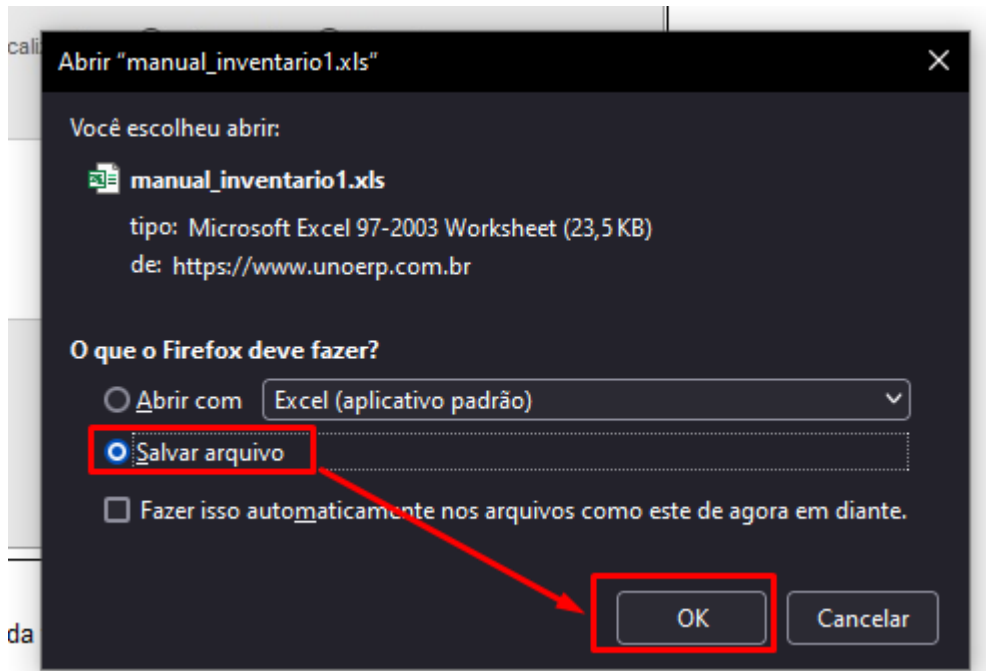 cali
Abrir “manual_inventario1.xls”
Você escolheu abrir:
manual_inventario1.xls
tipo: Microsoft Excel 97-2003 Worksheet (23,5 KB)
de: https://www.unoerp.com.br
O que o Firefox deve fazer?
Abrir com Excel (aplicativo padrão)
Salvar arquivo
Fazer isso automaticamente nos arquivos como este de agora em diante.
OK Cancelar
da